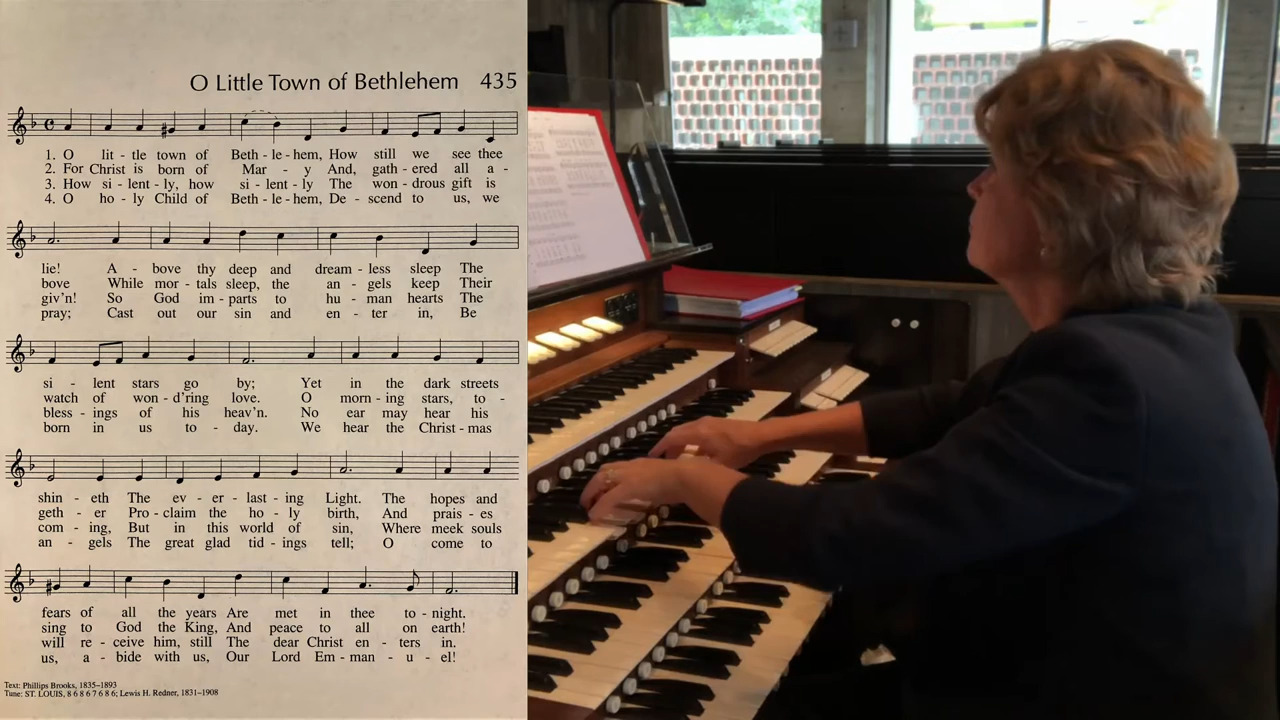 O Little Town of Bethlehem 435
1. O lit - tle town of Beth - le - hem, How still we see thee
2. For Christ is born of Mar - y And, gath - ered all a -
3. How si - lent - ly, how si - lent - ly The won - drous gift is
4. O ho - ly Child of Beth - le - hem, De - scend to us, we
lie! A - bove thy deep and dream - less sleep The
bove While mor - tals sleep, the an - gels keep Their
giv'n! So God im - parts to hu - man hearts The
pray; Cast out our sin and en - ter in, Be
si - lent stars go by; Yet in the dark streets
watch of won - d'ring love. O morn - ing stars, to -
bless - ings of his heav'n. No ear may hear his
born in us to - day. We hear the Christ - mas
shin - eth The ev - er - last - ing Light. The hopes and
geth - er Pro - claim the ho - ly birth, And prais - es
com - ing, But in this world of sin, Where meek souls
an - gels The great glad tid - ings tell; O come to
fears of all the years Are met in thee to - night.
sing to God the King, And peace to all on earth!
will re - ceive him, still The dear Christ en - ters in.
us, a - bide with us, Our Lord Em - man - u - el!
Text: Phillips Brooks, 1835–1893
Tune: ST. LOUIS, 8 6 8 6 7 6 8 6; Lewis H. Redner, 1831–1908